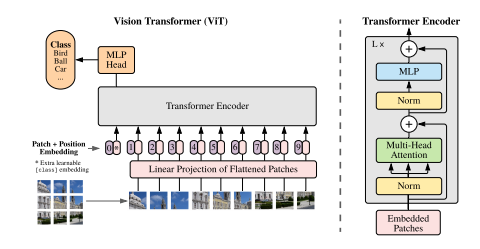 Vision Transformer (ViT)
Class
Bird
Ball
Car
...
MLP
Head
Transformer Encoder
Patch + Position
Embedding
* Extra learnable
[class] embedding
0 *
1
2
3
4
5
6
7
8
9
Linear Projection of Flattened Patches
Transformer Encoder
L ×
+
MLP
Norm
+
Multi-Head
Attention
Norm
Embedded
Patches